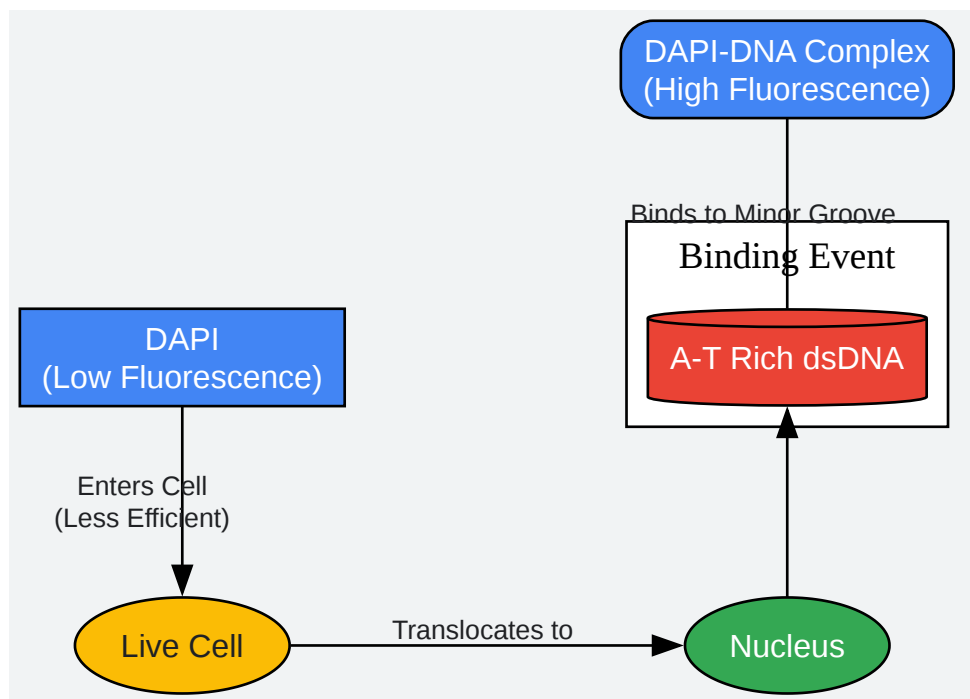 DAPI-DNA Complex
(High Fluorescence)
Binds to Minor Groove
Binding Event
A-T Rich dsDNA
DAPI
(Low Fluorescence)
Enters Cell
(Less Efficient)
Live Cell
Translocates to
Nucleus